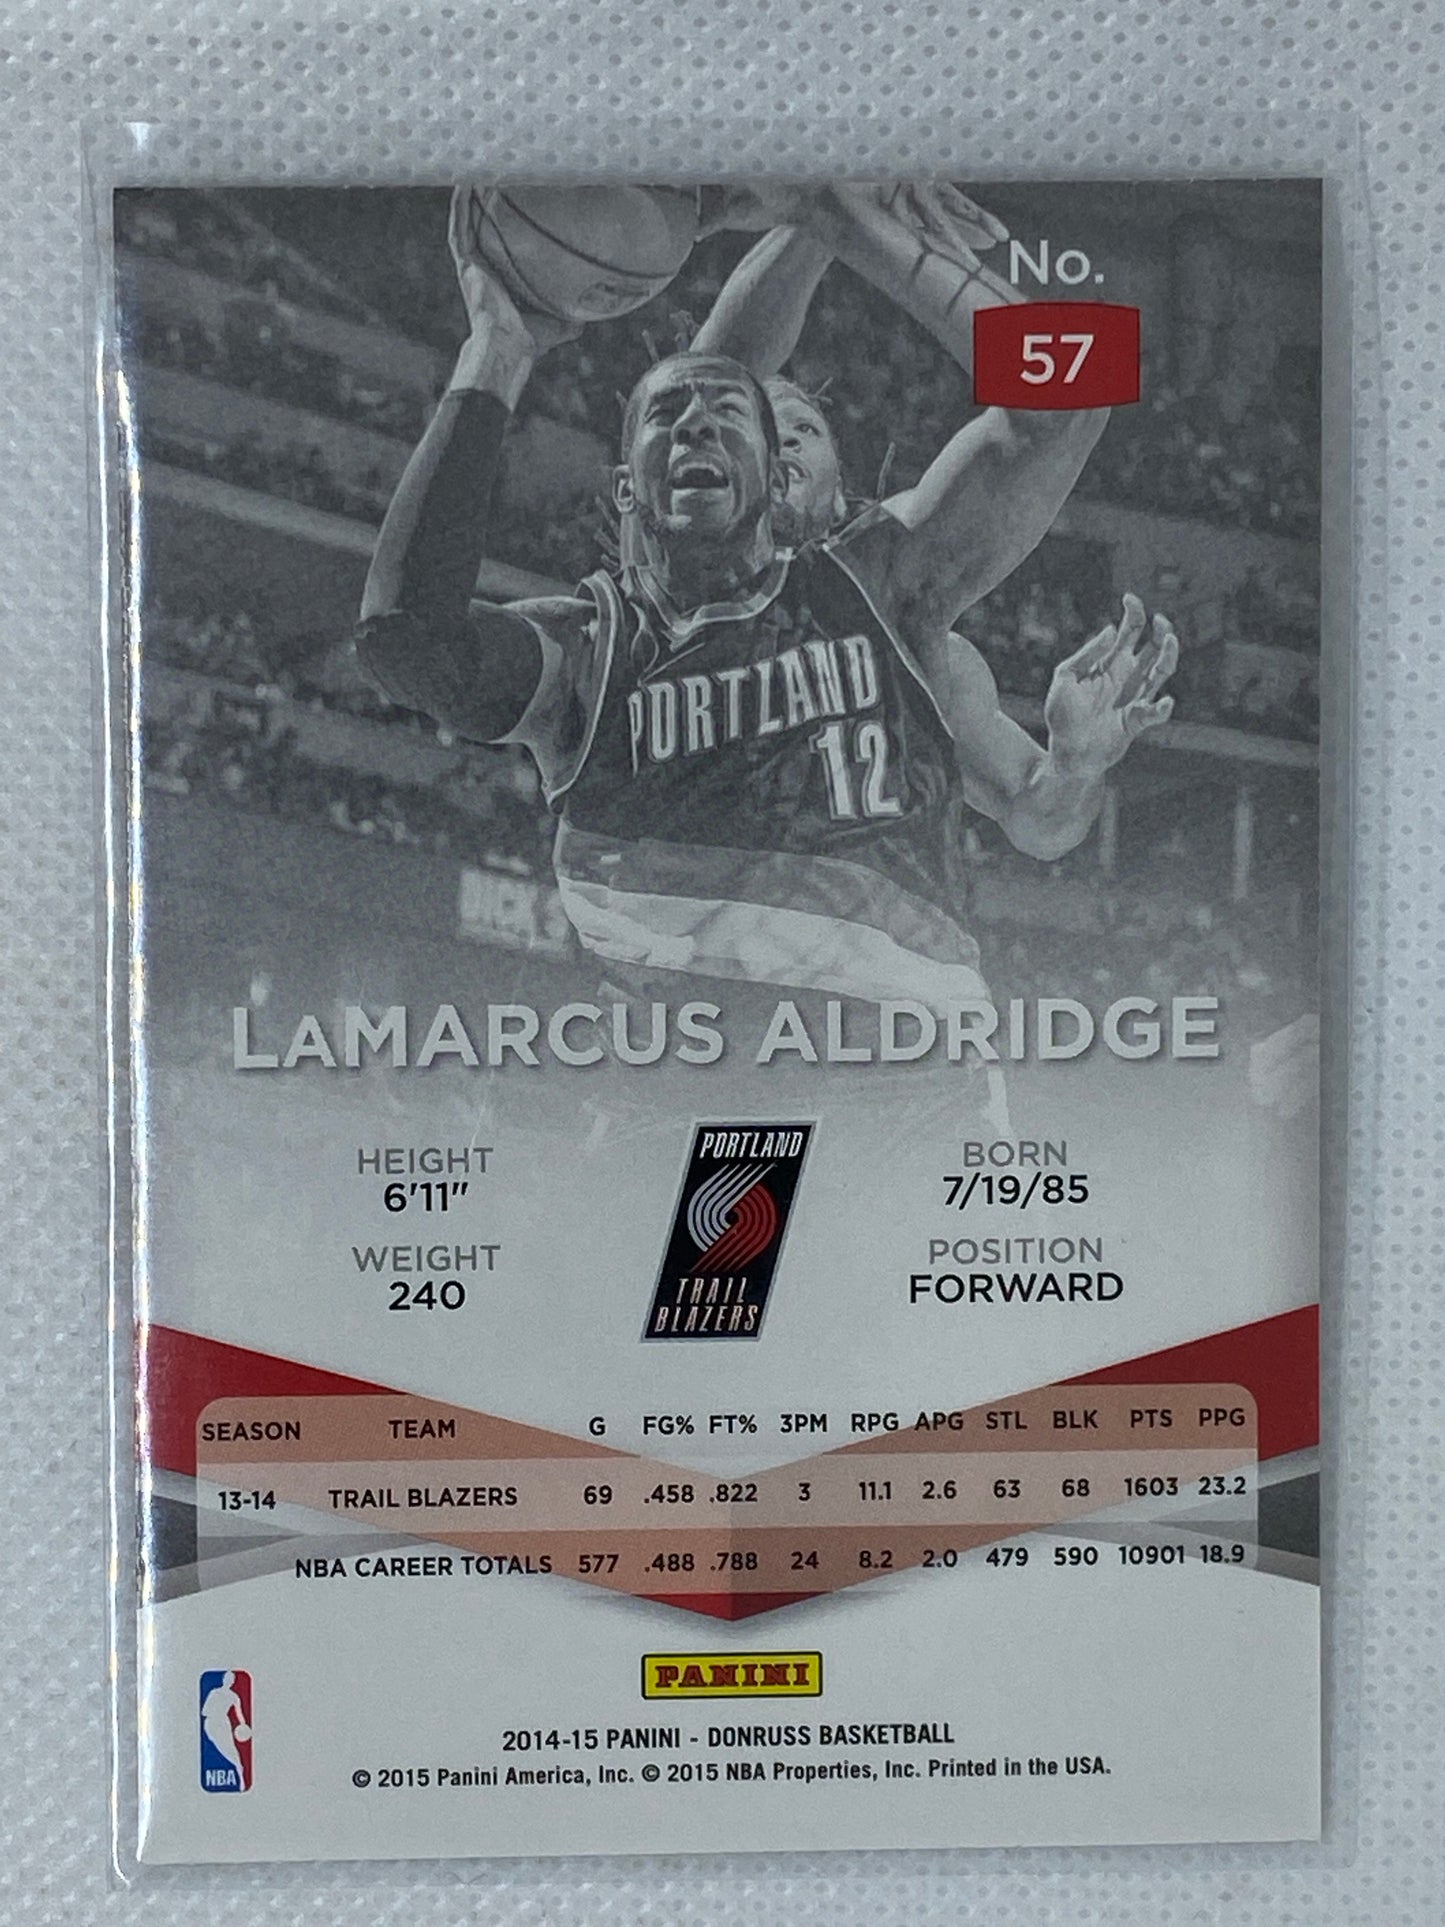 No.
57
PORTLAND
12
LaMARCUS ALDRIDGE
HEIGHT
6'11"
WEIGHT
240
PORTLAND
TRAIL
BLAZERS
BORN
7/19/85
POSITION
FORWARD
SEASON TEAM G FG% FT% 3PM RPG APG STL BLK PTS PPG
13-14 TRAIL BLAZERS 69 .458 .822 3 11.1 2.6 63 68 1603 23.2
NBA CAREER TOTALS 577 .488 .788 24 8.2 2.0 479 590 10901 18.9
PANINI
NBA
2014-15 PANINI - DONRUSS BASKETBALL
© 2015 Panini America, Inc. © 2015 NBA Properties, Inc. Printed in the USA.